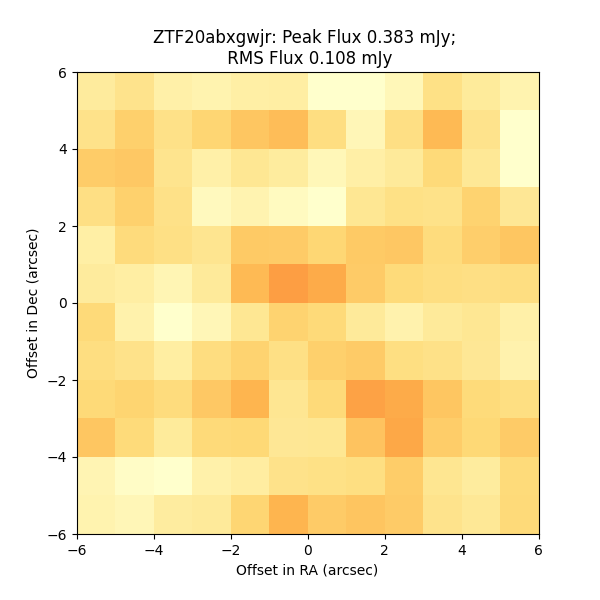 ZTF20abxgwjr: Peak Flux 0.383 mJy;
RMS Flux 0.108 mJy
6
4
2
0
−2
−4
−6
Offset in Dec (arcsec)
−6 −4 −2 0 2 4 6
Offset in RA (arcsec)